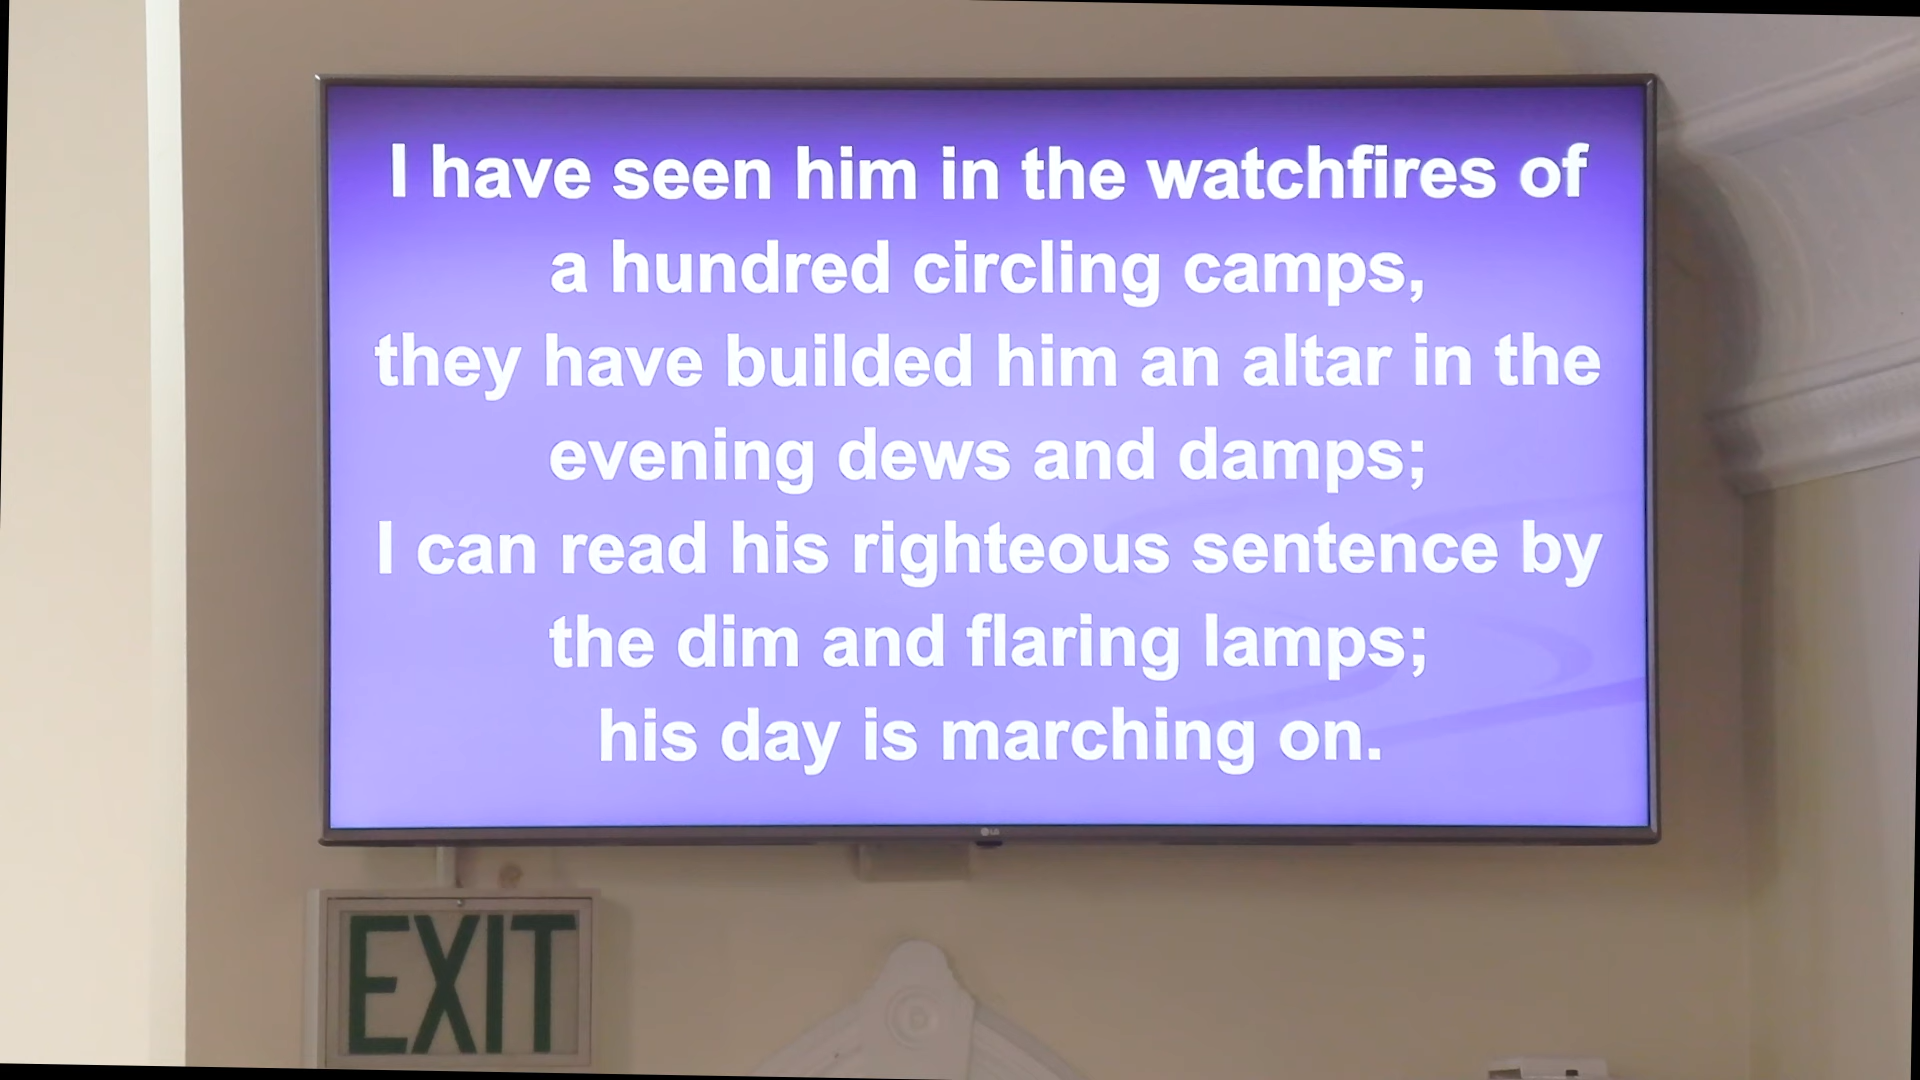 I have seen him in the watchfires of
a hundred circling camps,
they have builded him an altar in the
evening dews and damps;
I can read his righteous sentence by
the dim and flaring lamps;
his day is marching on.
LG
EXIT